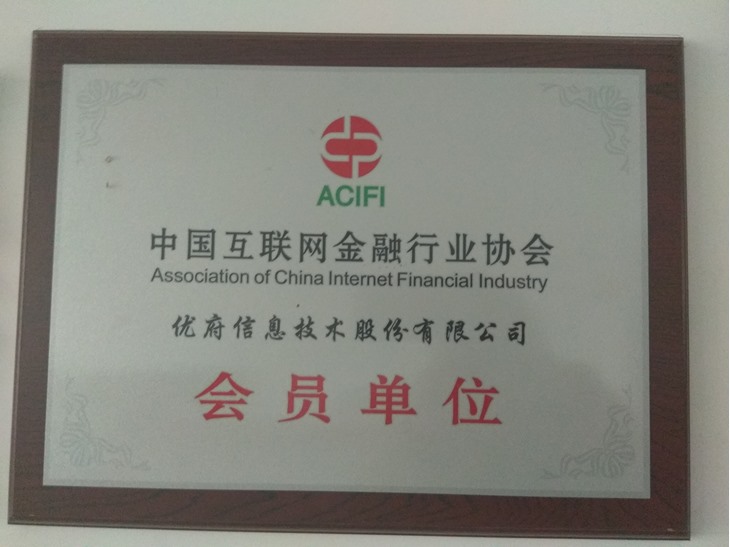 ACIFI
中国互联网金融行业协会
Association of China Internet Financial Industry
优府信息技术股份有限公司
会员单位